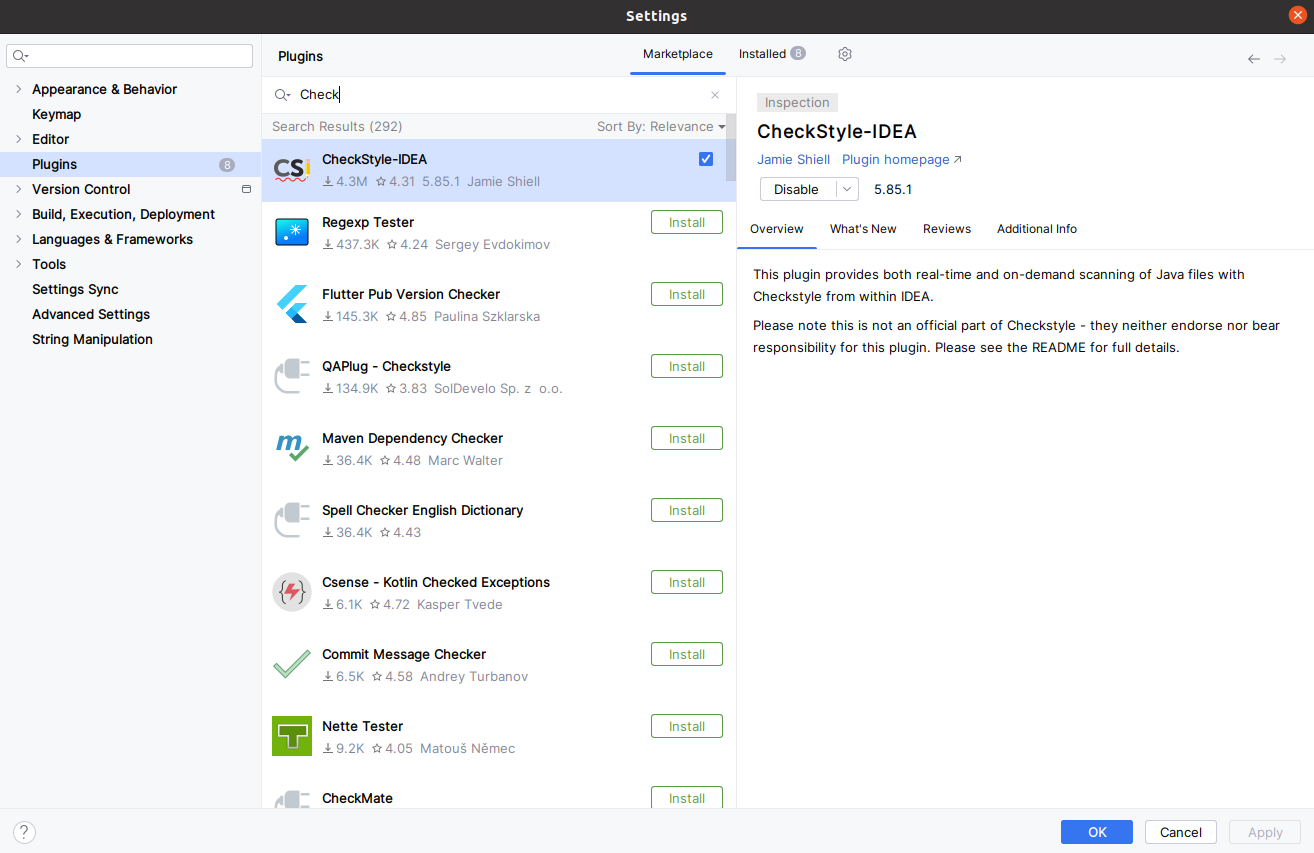 Settings
Appearance & Behavior
Keymap
Editor
Plugins 8
Version Control
Build, Execution, Deployment
Languages & Frameworks
Tools
Settings Sync
Advanced Settings
String Manipulation
Plugins Marketplace Installed 8
Check
Search Results (292) Sort By: Relevance
CSi
CheckStyle-IDEA
4.3M 4.31 5.85.1 Jamie Shiell
Regexp Tester Install
437.3K 4.24 Sergey Evdokimov
Flutter Pub Version Checker Install
145.3K 4.85 Paulina Szklarska
QAPlug - Checkstyle Install
134.9K 3.83 SolDevelo Sp. z o.o.
m
Maven Dependency Checker Install
36.4K 4.48 Marc Walter
Spell Checker English Dictionary Install
36.4K 4.43
Csense - Kotlin Checked Exceptions Install
6.1K 4.72 Kasper Tvede
Commit Message Checker Install
6.5K 4.58 Andrey Turbanov
Nette Tester Install
9.2K 4.05 Matouš Němec
CheckMate Install
Inspection
CheckStyle-IDEA
Jamie Shiell Plugin homepage
Disable 5.85.1
Overview What's New Reviews Additional Info
This plugin provides both real-time and on-demand scanning of Java files with
Checkstyle from within IDEA.
Please note this is not an official part of Checkstyle - they neither endorse nor bear
responsibility for this plugin. Please see the README for full details.
? OK Cancel Apply